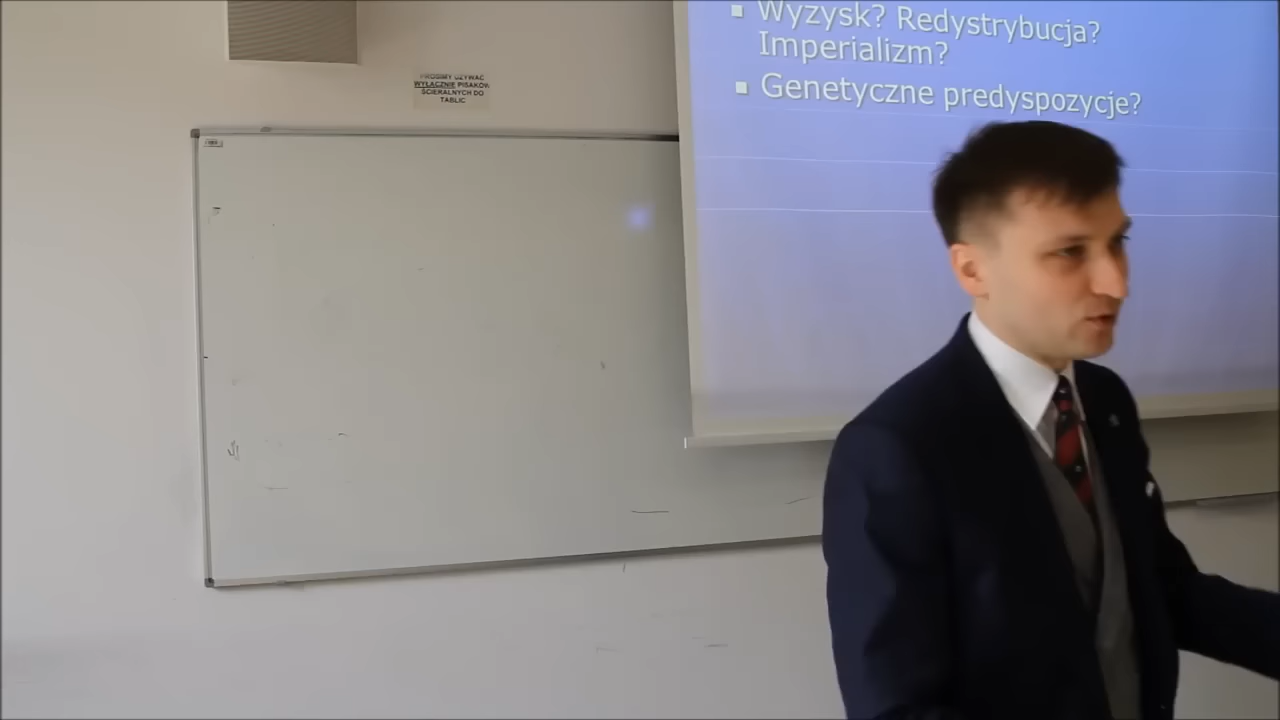 Wyzysk? Redystrybucja?
Imperializm?
Genetyczne predyspozycje?
PROSIMY UŻYWAĆ
WYŁĄCZNIE PISAKÓW
ŚCIERALNYCH DO
TABLIC